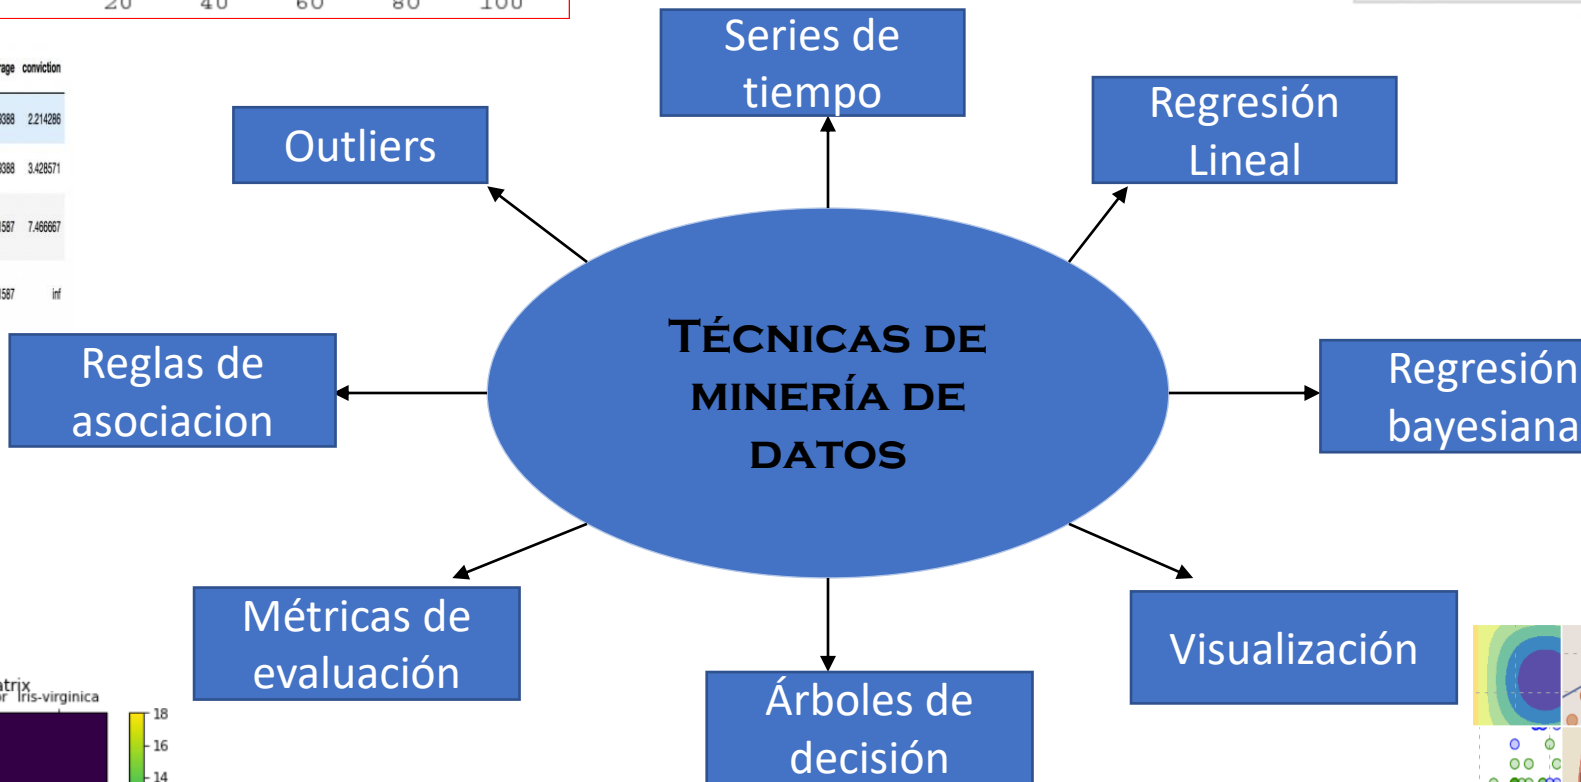 20 40 60 80 100
Series de
tiempo
conviction
Regresión
Lineal
2.214286
Outliers
3.428571
7.466667
inf
Técnicas de
minería de
datos
Reglas de
asociacion
Regresión
bayesiana
Métricas de
evaluación
Visualización
Árboles de
decisión
Iris-virginica
18
16
14